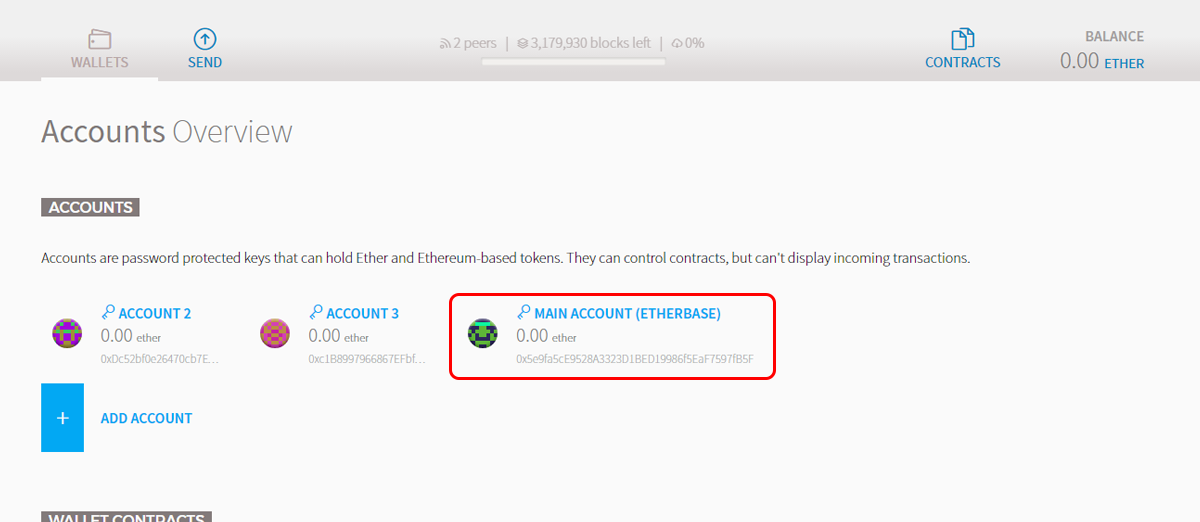 WALLETS
SEND
2 peers | 3,179,930 blocks left | 0%
CONTRACTS
BALANCE
0.00 ETHER
Accounts Overview
ACCOUNTS
Accounts are password protected keys that can hold Ether and Ethereum-based tokens. They can control contracts, but can't display incoming transactions.
ACCOUNT 2
0.00 ether
0xDc52bf0e26470cb7E...
ACCOUNT 3
0.00 ether
0xc1B8997966867EFbf...
MAIN ACCOUNT (ETHERBASE)
0.00 ether
0x5e9fa5cE9528A3323D1BED19986f5EaF7597fB5F
+
ADD ACCOUNT
WALLET CONTRACTS